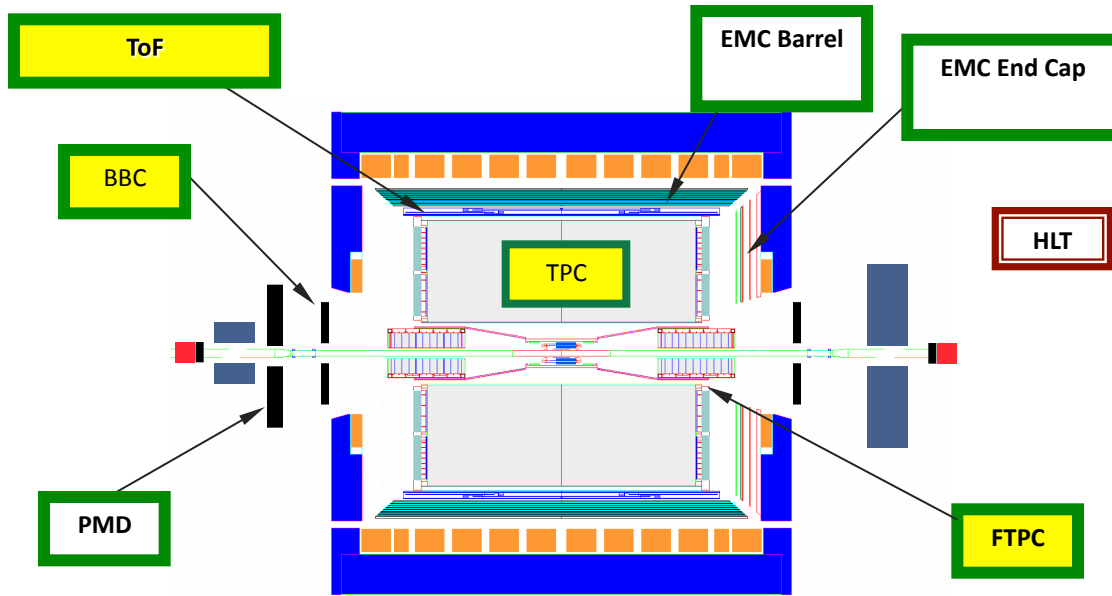 ToF
EMC Barrel
EMC End Cap
BBC
HLT
TPC
PMD
FTPC